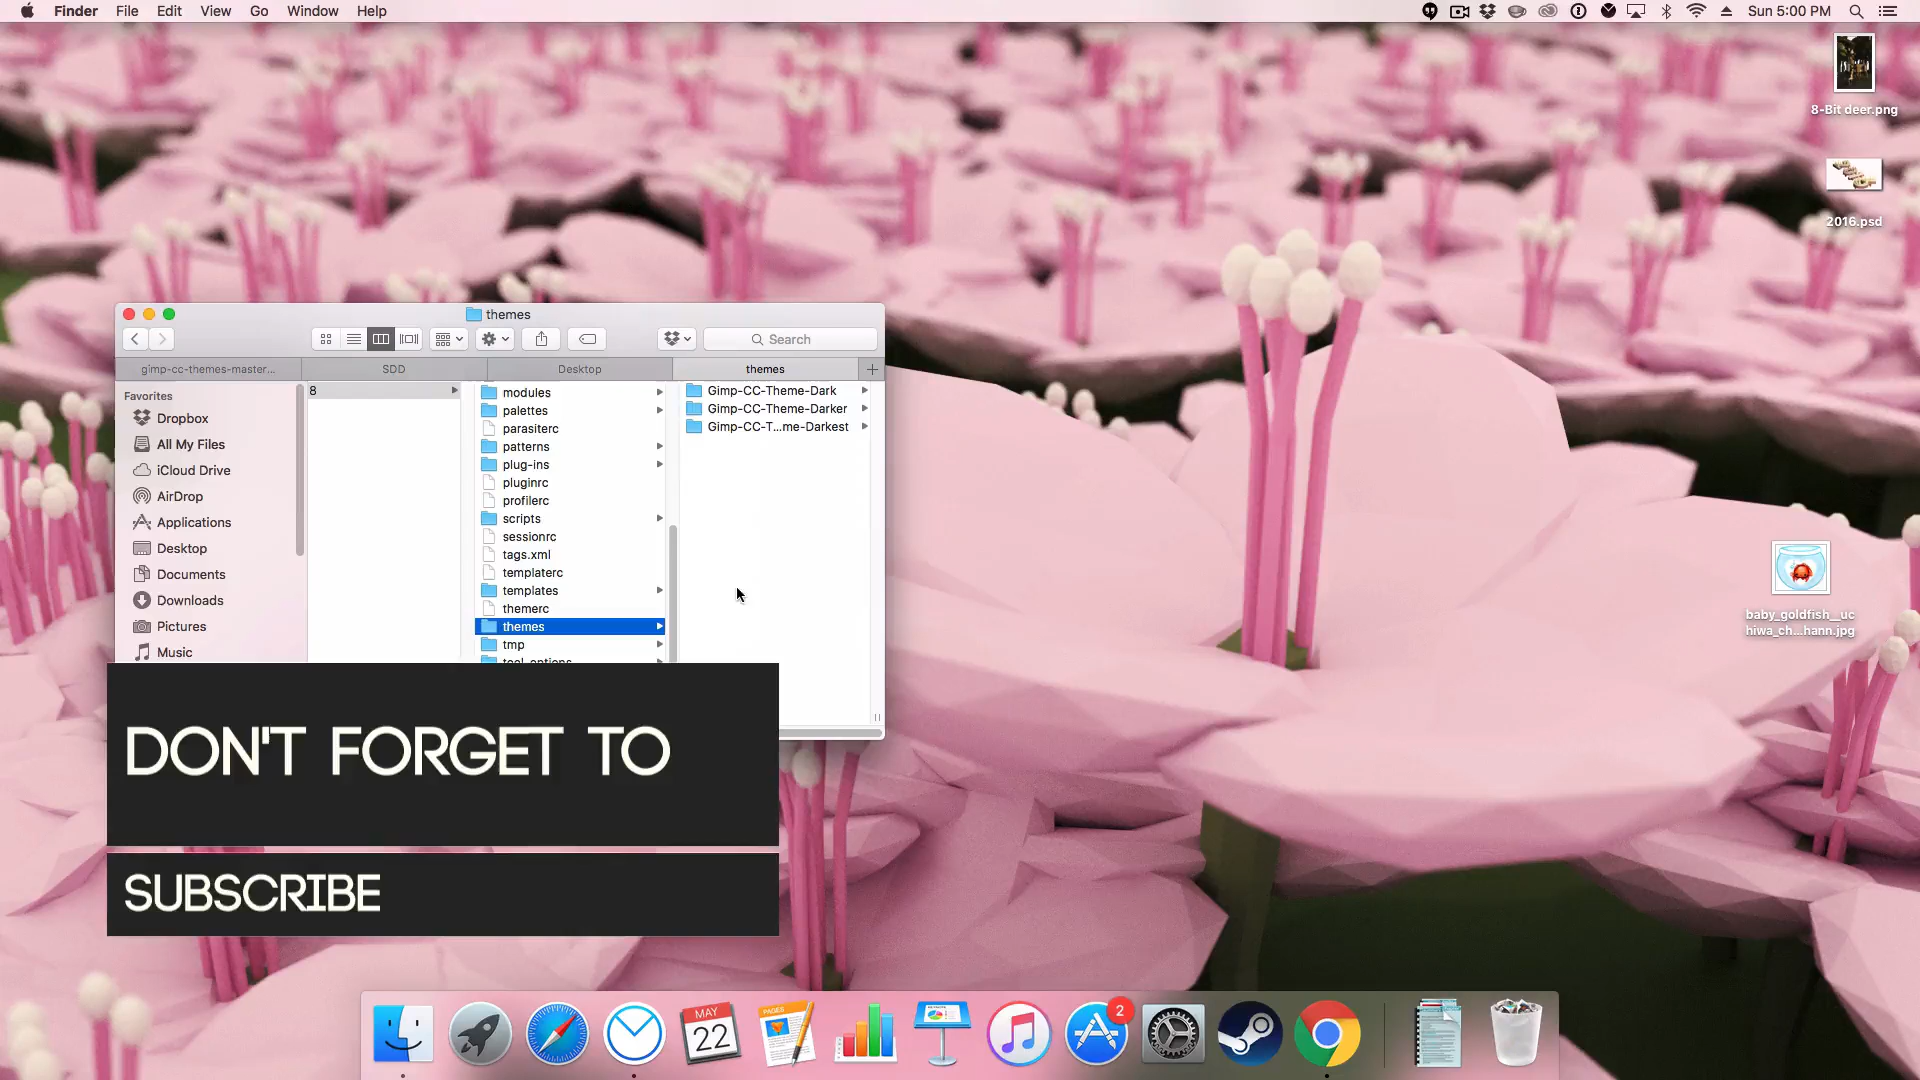 Finder File Edit View Go Window Help
Sun 5:00 PM
8-Bit deer.png
2016.psd
baby_goldfish__uc
hiwa_ch...hann.jpg
themes
Search
gimp-cc-themes-master...
SDD
Desktop
themes
Favorites
Dropbox
All My Files
iCloud Drive
AirDrop
Applications
Desktop
Documents
Downloads
Pictures
Music
8
modules
palettes
parasiterc
patterns
plug-ins
pluginrc
profilerc
scripts
sessionrc
tags.xml
templaterc
templates
themerc
themes
tmp
tool-options
Gimp-CC-Theme-Dark
Gimp-CC-Theme-Darker
Gimp-CC-T...me-Darkest
DON'T FORGET TO
SUBSCRIBE
MAY
22
PAGES
2